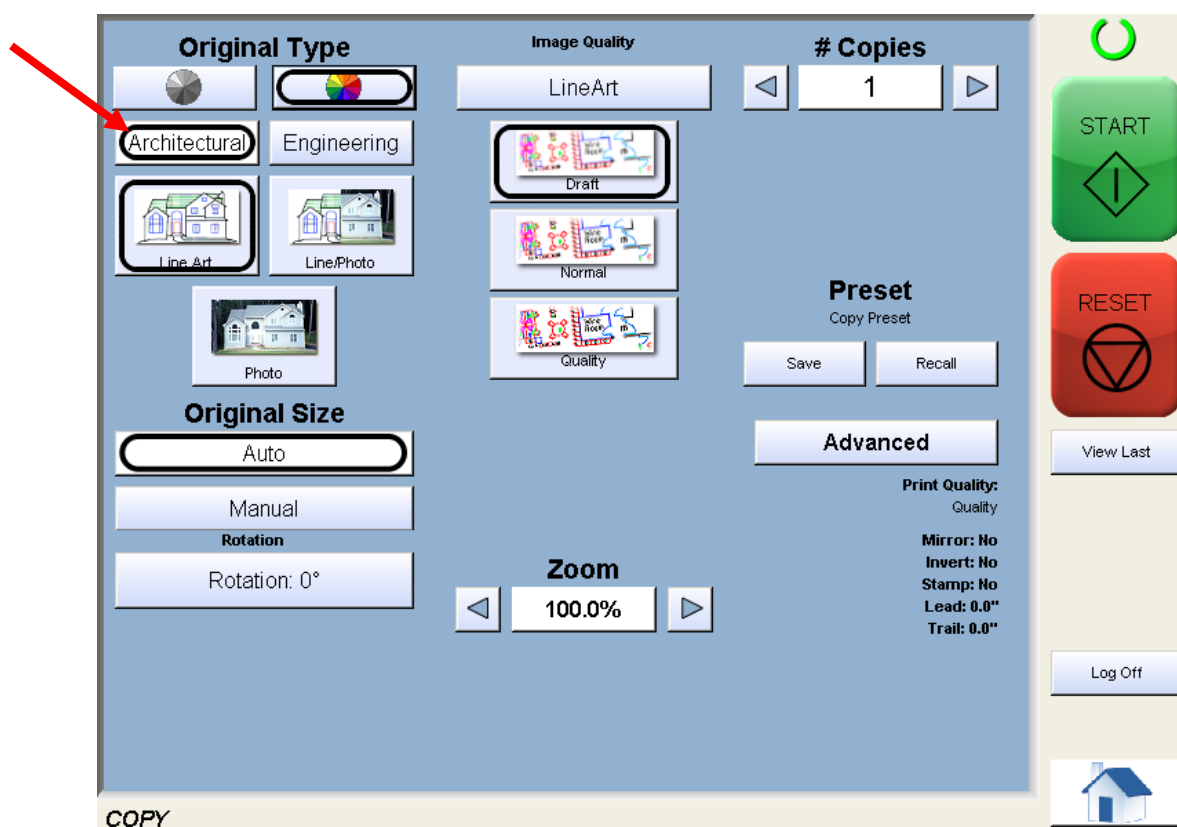 Original Type
Architectural
Engineering
Line Art
Line/Photo
Photo
Original Size
Auto
Manual
Rotation
Rotation: 0°
Image Quality
LineArt
Draft
Normal
Quality
Zoom
100.0%
# Copies
1
Preset
Copy Preset
Save
Recall
Advanced
Print Quality:
Quality
Mirror: No
Invert: No
Stamp: No
Lead: 0.0"
Trail: 0.0"
START
RESET
View Last
Log Off
COPY